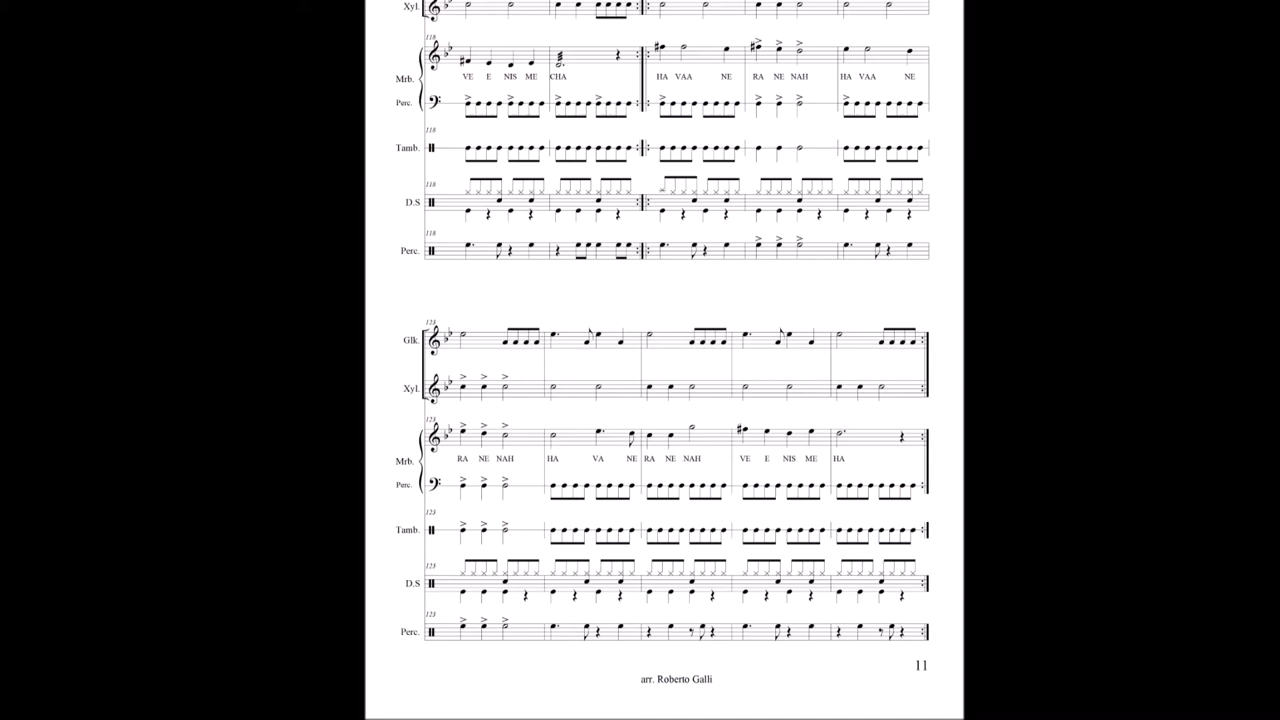 Xyl.
118
Mrb.
VE E NIS ME CHA HA VAA NE RA NE NAH HA VAA NE
Perc.
118
Tamb.
118
D.S
118
Perc.
123
Glk.
Xyl.
123
Mrb.
RA NE NAH HA VA NE RA NE NAH VE E NIS ME HA
Perc.
123
Tamb.
123
D.S
123
Perc.
11
arr. Roberto Galli